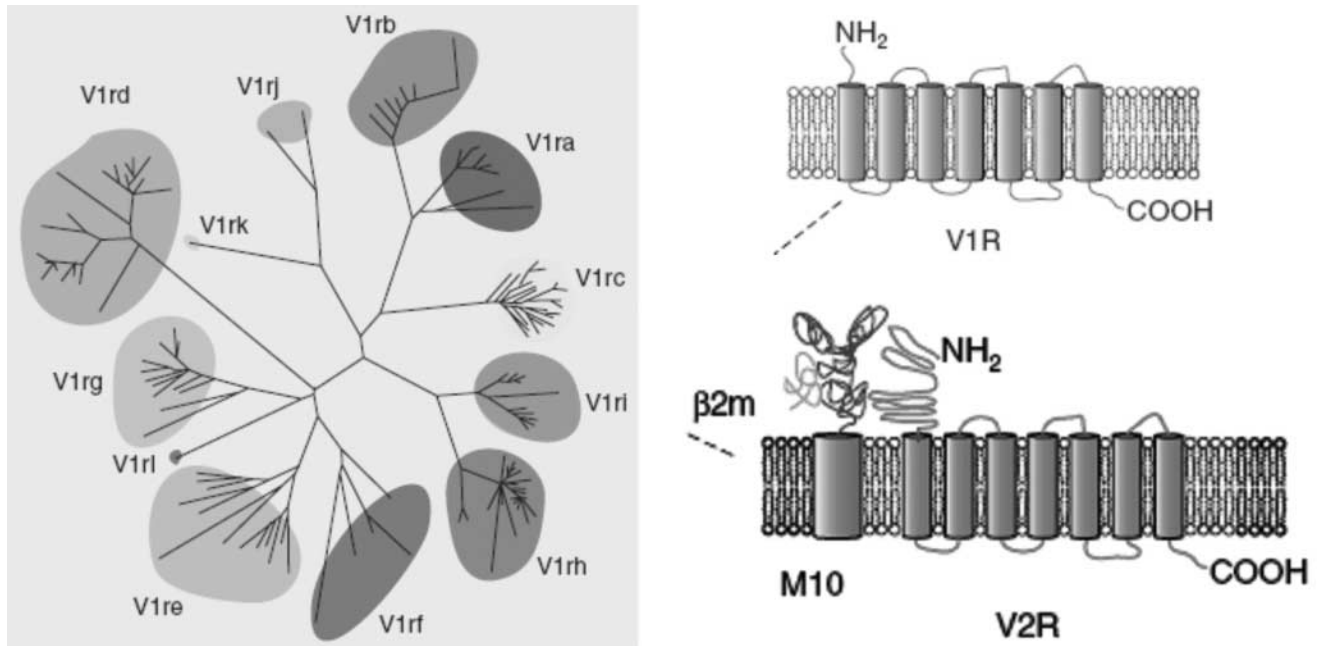 V1rb
V1rj
V1rd
V1ra
V1rk
V1rc
V1rg
V1ri
V1rl
V1re
V1rf
V1rh
NH2
COOH
V1R
NH2
β2m
COOH
M10
V2R